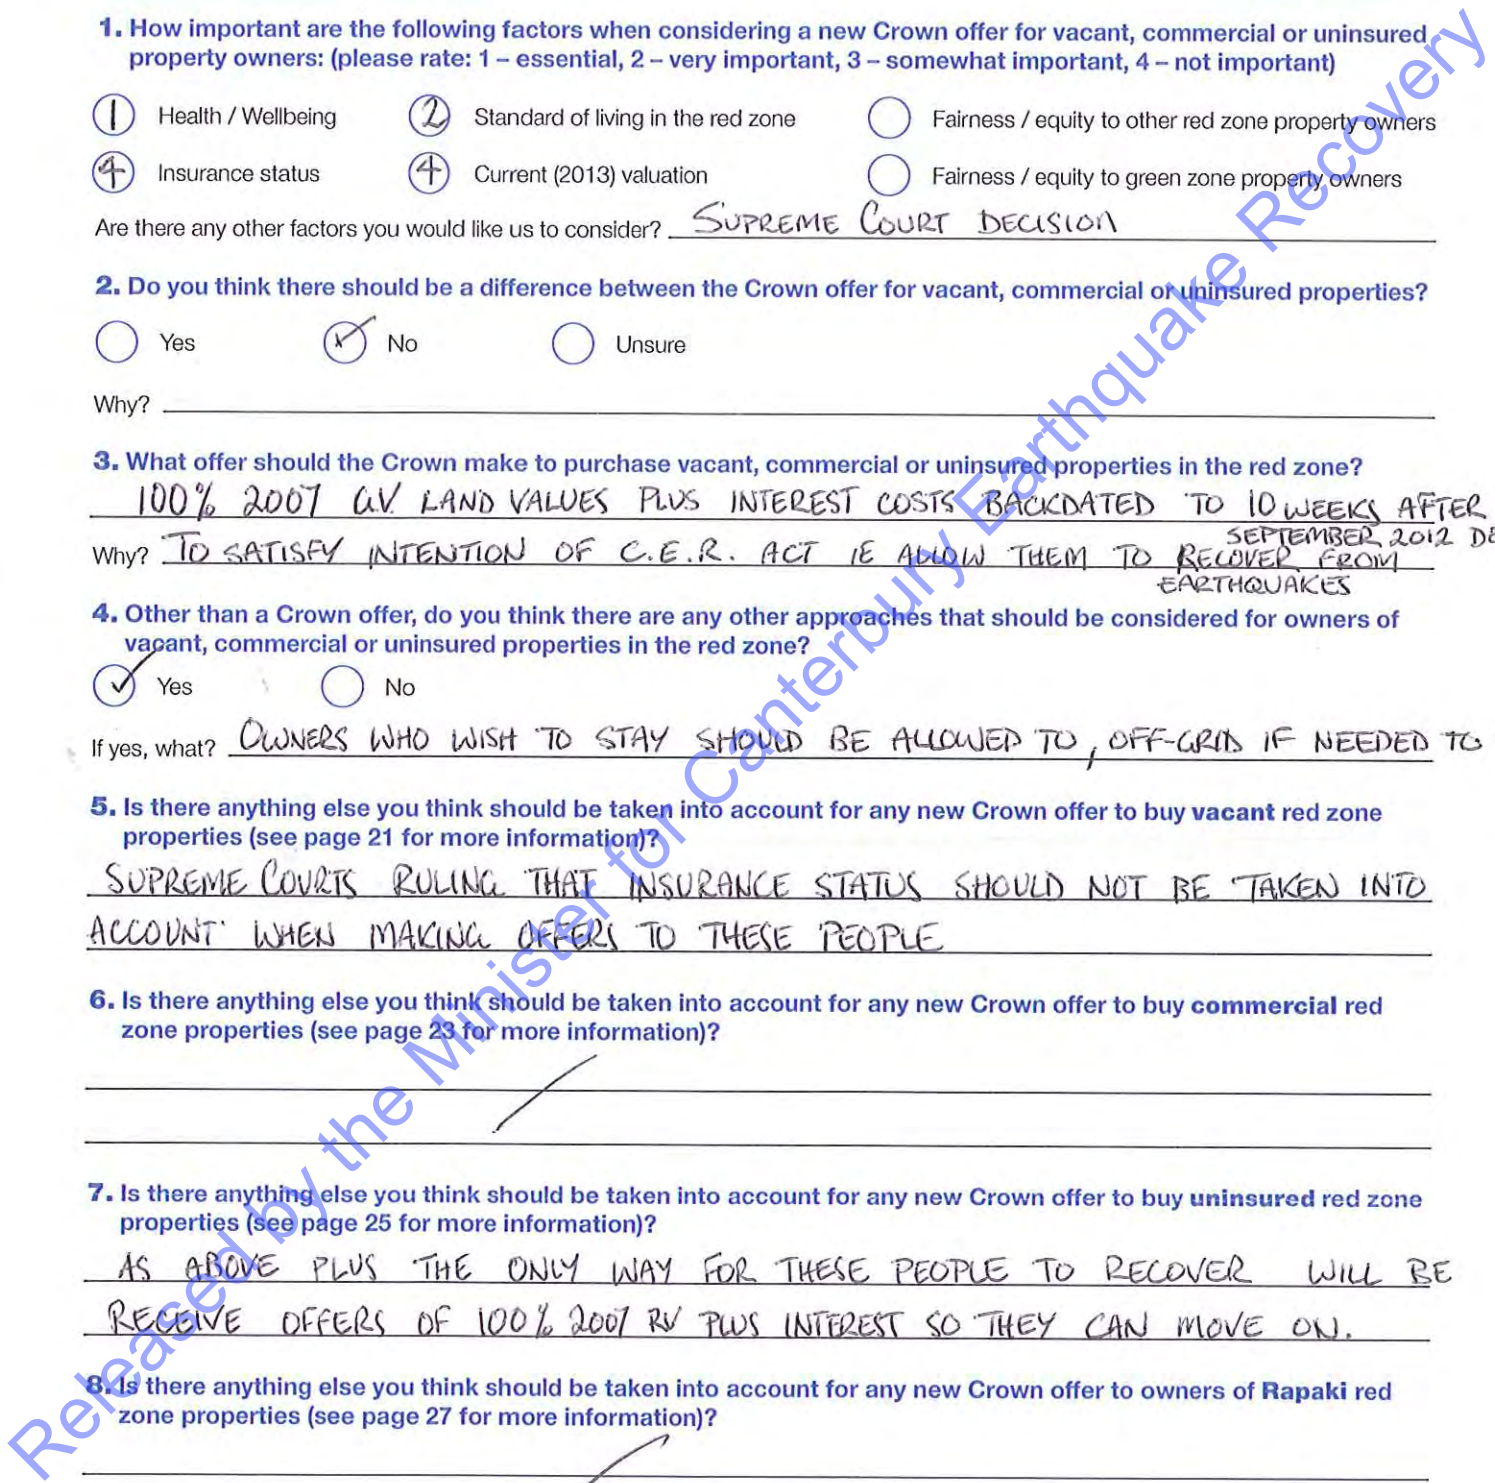 1. How important are the following factors when considering a new Crown offer for vacant, commercial or uninsured
property owners: (please rate: 1 – essential, 2 – very important, 3 – somewhat important, 4 – not important)
1 Health / Wellbeing 2 Standard of living in the red zone Fairness / equity to other red zone property owners
4 Insurance status 4 Current (2013) valuation Fairness / equity to green zone property owners
Are there any other factors you would like us to consider? SUPREME COURT DECISION
2. Do you think there should be a difference between the Crown offer for vacant, commercial or uninsured properties?
Yes ✓ No Unsure
Why?
3. What offer should the Crown make to purchase vacant, commercial or uninsured properties in the red zone?
100% 2007 G.V. LAND VALUES PLUS INTEREST COSTS BACKDATED TO 10 WEEKS AFTER
SEPTEMBER 2012
Why? TO SATISFY INTENTION OF C.E.R. ACT IE ALLOW THEM TO RECOVER FROM
EARTHQUAKES
4. Other than a Crown offer, do you think there are any other approaches that should be considered for owners of
vacant, commercial or uninsured properties in the red zone?
✓ Yes No
If yes, what? OWNERS WHO WISH TO STAY SHOULD BE ALLOWED TO, OFF-GRID IF NEEDED TO
5. Is there anything else you think should be taken into account for any new Crown offer to buy vacant red zone
properties (see page 21 for more information)?
SUPREME COURTS RULING THAT INSURANCE STATUS SHOULD NOT BE TAKEN INTO
ACCOUNT WHEN MAKING OFFERS TO THESE PEOPLE
6. Is there anything else you think should be taken into account for any new Crown offer to buy commercial red
zone properties (see page 23 for more information)?
7. Is there anything else you think should be taken into account for any new Crown offer to buy uninsured red zone
properties (see page 25 for more information)?
AS ABOVE PLUS THE ONLY WAY FOR THESE PEOPLE TO RECOVER WILL BE
RECEIVE OFFERS OF 100% 2007 RV PLUS INTEREST SO THEY CAN MOVE ON.
8. Is there anything else you think should be taken into account for any new Crown offer to owners of Rapaki red
zone properties (see page 27 for more information)?
Released by the Minister for Canterbury Earthquake Recovery